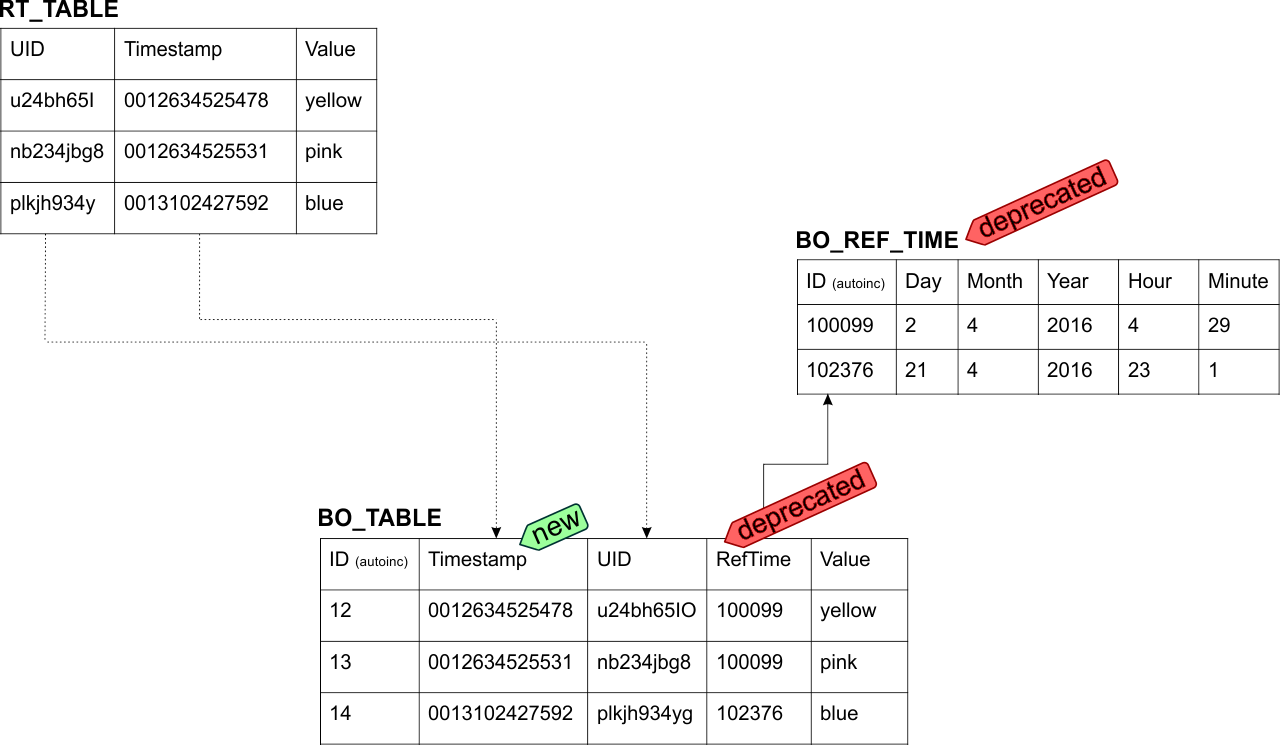 RT_TABLE
UID Timestamp Value
u24bh65I 0012634525478 yellow
nb234jbg8 0012634525531 pink
plkjh934y 0013102427592 blue
deprecated
BO_REF_TIME
ID (autoinc) Day Month Year Hour Minute
100099 2 4 2016 4 29
102376 21 4 2016 23 1
BO_TABLE
new
deprecated
ID (autoinc) Timestamp UID RefTime Value
12 0012634525478 u24bh65IO 100099 yellow
13 0012634525531 nb234jbg8 100099 pink
14 0013102427592 plkjh934yg 102376 blue